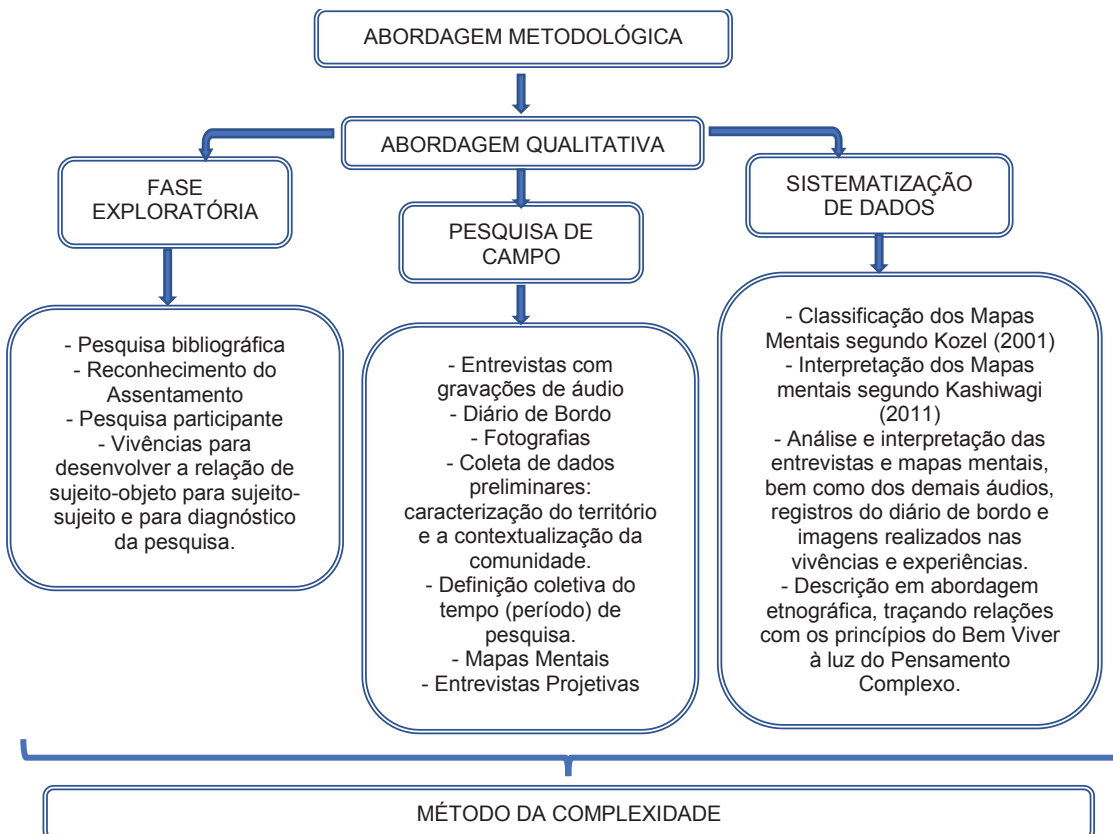 ABORDAGEM METODOLÓGICA
ABORDAGEM QUALITATIVA
FASE
EXPLORATÓRIA
- Pesquisa bibliográfica
- Reconhecimento do
Assentamento
- Pesquisa participante
- Vivências para
desenvolver a relação de
sujeito-objeto para sujeito-
sujeito e para diagnóstico
da pesquisa.
PESQUISA DE
CAMPO
- Entrevistas com
gravações de áudio
- Diário de Bordo
- Fotografias
- Coleta de dados
preliminares:
caracterização do território
e a contextualização da
comunidade.
- Definição coletiva do
tempo (período) de
pesquisa.
- Mapas Mentais
- Entrevistas Projetivas
SISTEMATIZAÇÃO
DE DADOS
- Classificação dos Mapas
Mentais segundo Kozel (2001)
- Interpretação dos Mapas
mentais segundo Kashiwagi
(2011)
- Análise e interpretação das
entrevistas e mapas mentais,
bem como dos demais áudios,
registros do diário de bordo e
imagens realizados nas
vivências e experiências.
- Descrição em abordagem
etnográfica, traçando relações
com os princípios do Bem Viver
à luz do Pensamento
Complexo.
MÉTODO DA COMPLEXIDADE